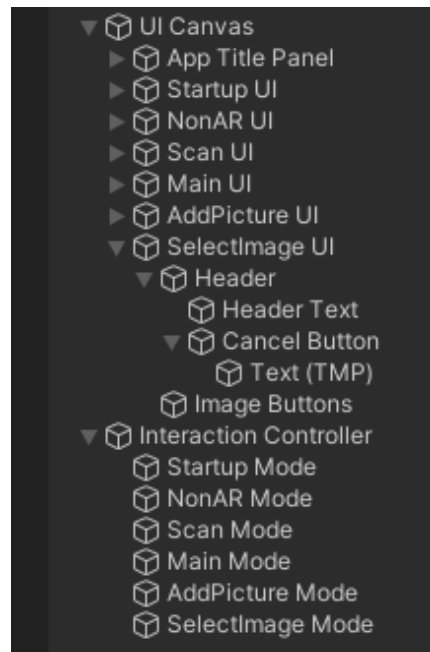 UI Canvas
App Title Panel
Startup UI
NonAR UI
Scan UI
Main UI
AddPicture UI
SelectImage UI
Header
Header Text
Cancel Button
Text (TMP)
Image Buttons
Interaction Controller
Startup Mode
NonAR Mode
Scan Mode
Main Mode
AddPicture Mode
SelectImage Mode